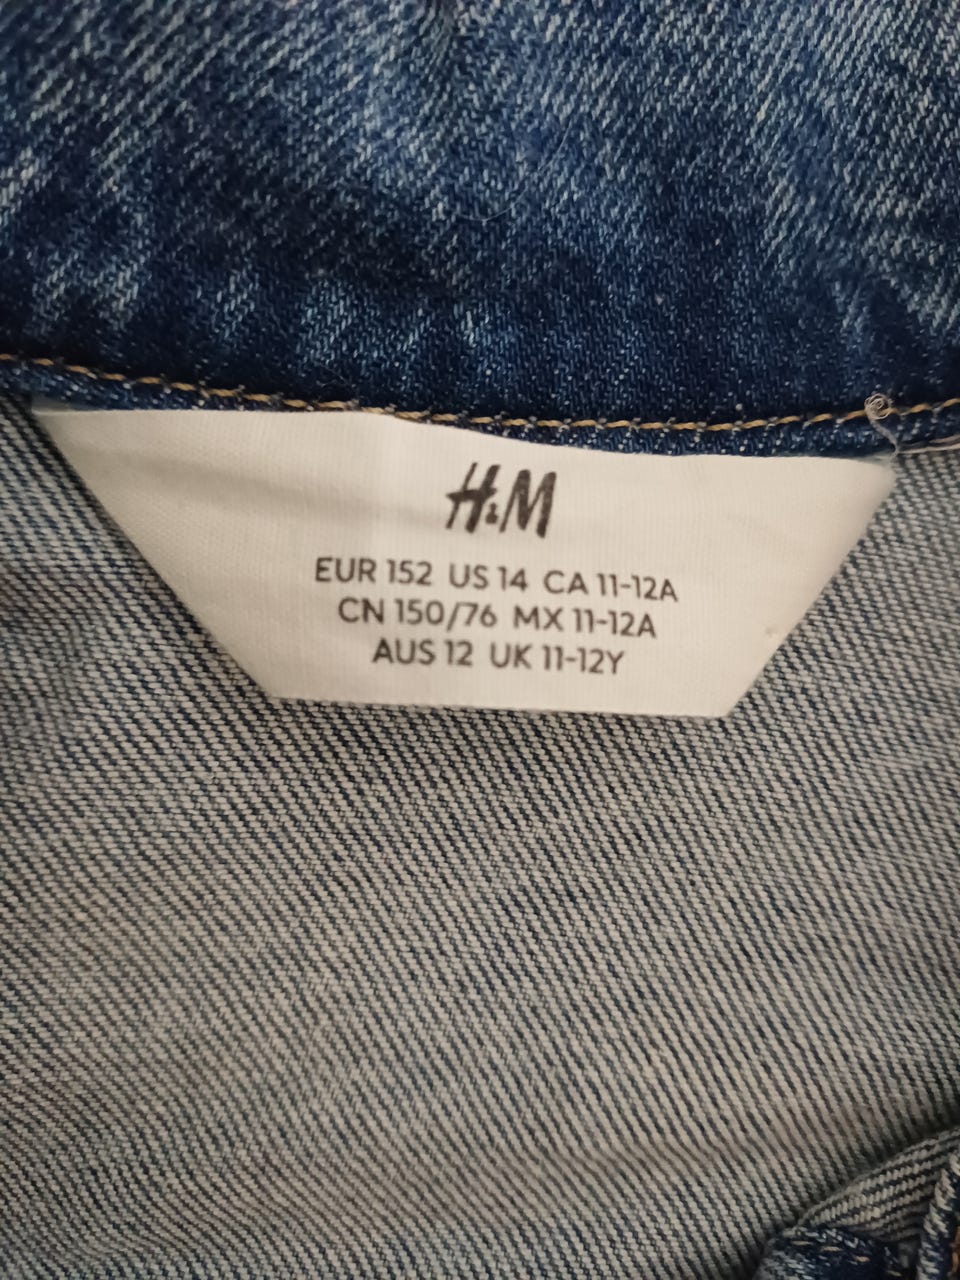 H&M
EUR 152 US 14 CA 11-12A
CN 150/76 MX 11-12A
AUS 12 UK 11-12Y